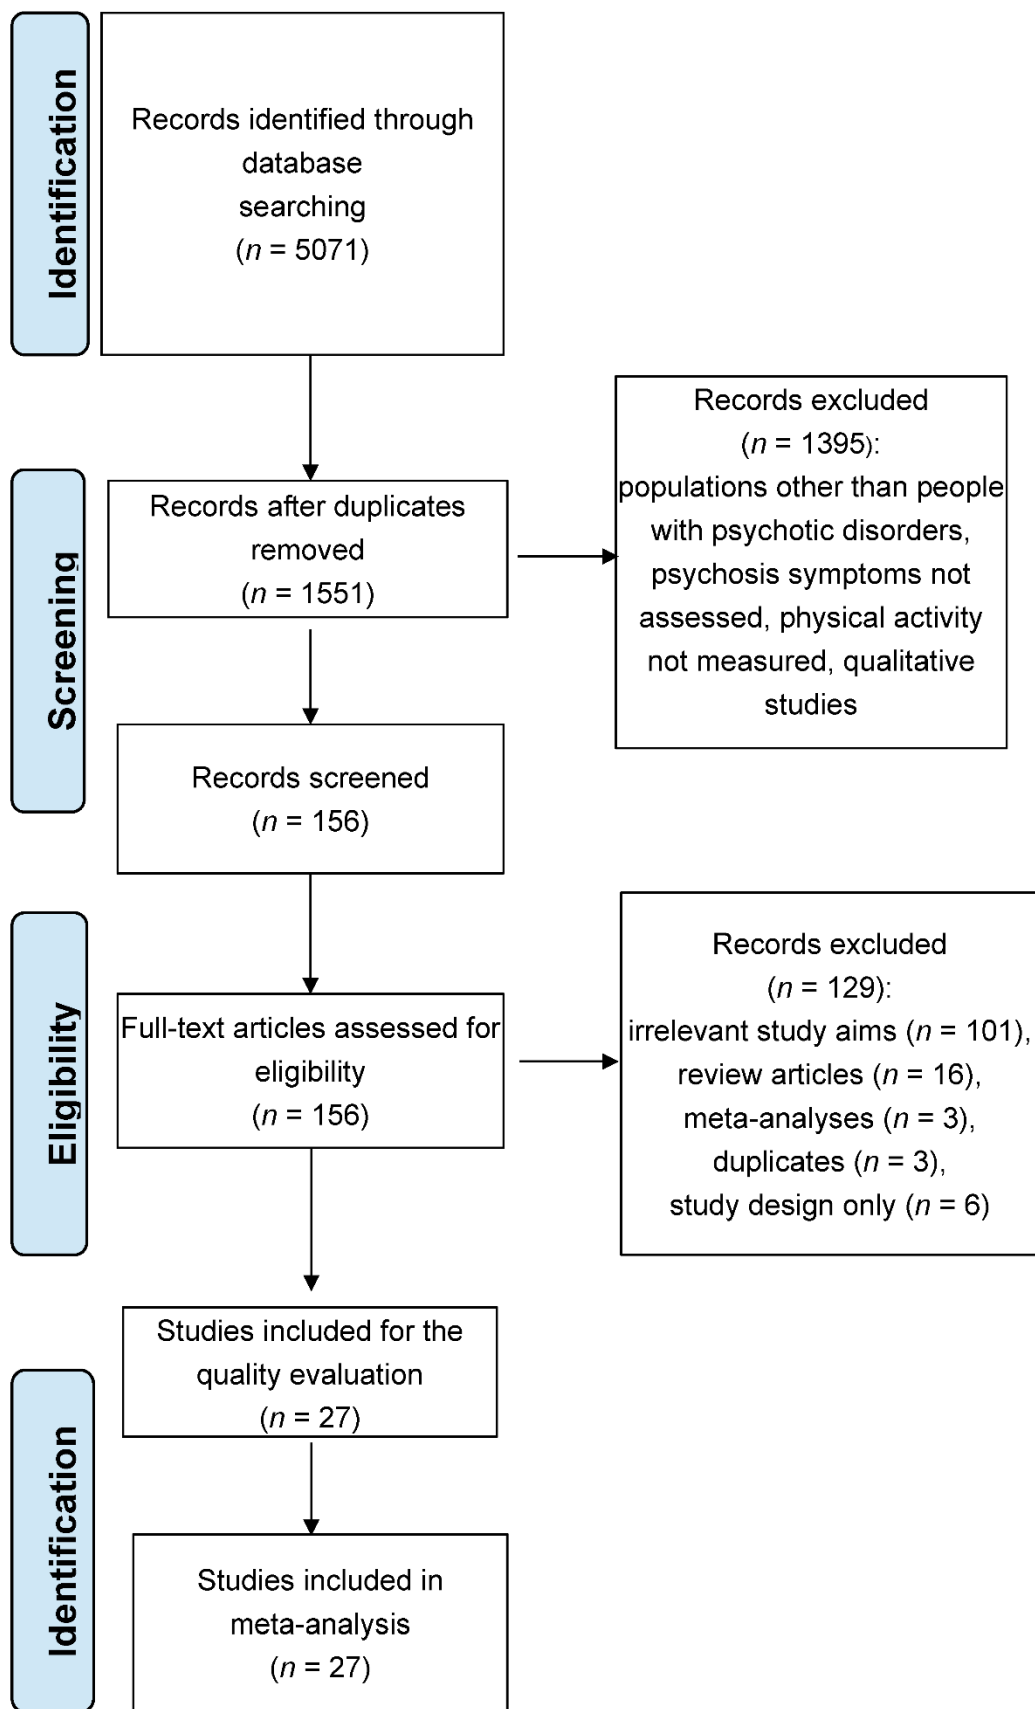 Identification
Records identified through
database
searching
(n = 5071)
Records excluded
(n = 1395):
populations other than people
with psychotic disorders,
psychosis symptoms not
assessed, physical activity
not measured, qualitative
studies
Screening
Records after duplicates
removed
(n = 1551)
Records screened
(n = 156)
Eligibility
Full-text articles assessed for
eligibility
(n = 156)
Records excluded
(n = 129):
irrelevant study aims (n = 101),
review articles (n = 16),
meta-analyses (n = 3),
duplicates (n = 3),
study design only (n = 6)
Identification
Studies included for the
quality evaluation
(n = 27)
Studies included in
meta-analysis
(n = 27)